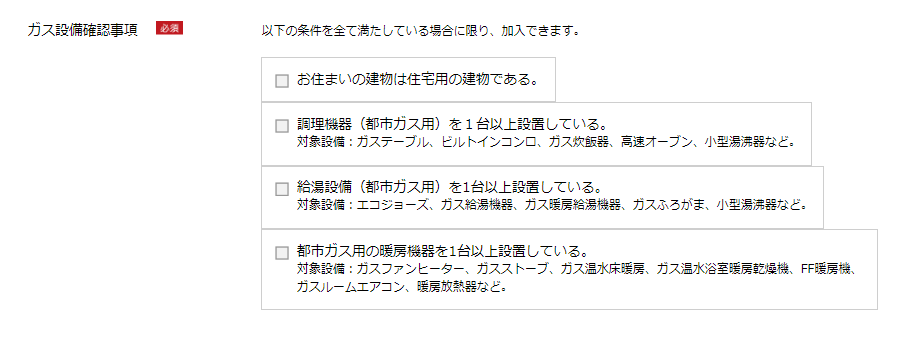 ガス設備確認事項 必須 以下の条件を全て満たしている場合に限り、加入できます。
お住まいの建物は住宅用の建物である。
調理機器（都市ガス用）を１台以上設置している。
対象設備：ガステーブル、ビルトインコンロ、ガス炊飯器、高速オーブン、小型湯沸器など。
給湯設備（都市ガス用）を1台以上設置している。
対象設備：エコジョーズ、ガス給湯機器、ガス暖房給湯機器、ガスふろがま、小型湯沸器など。
都市ガス用の暖房機器を1台以上設置している。
対象設備：ガスファンヒーター、ガスストーブ、ガス温水床暖房、ガス温水浴室暖房乾燥機、FF暖房機、
ガスルームエアコン、暖房放熱器など。